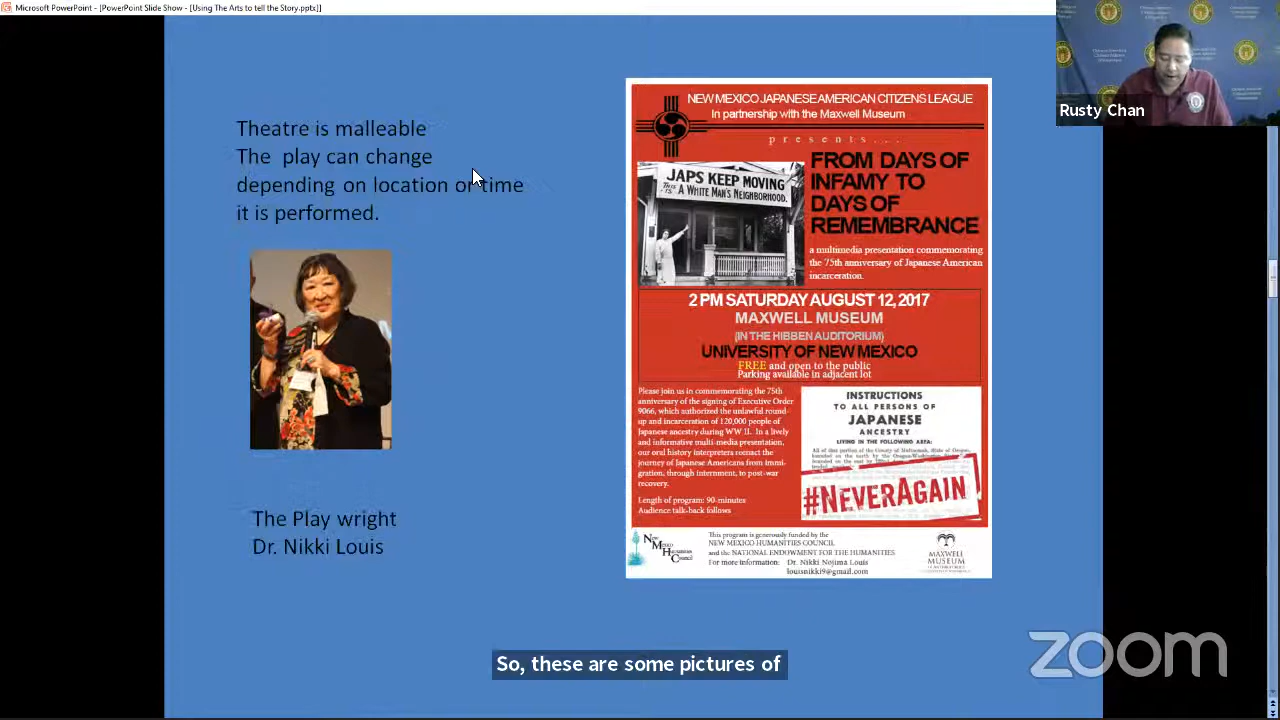 Microsoft PowerPoint - [PowerPoint Slide Show - [Using The Arts to tell the Story.pptx]]
Rusty Chan
Theatre is malleable
The play can change
depending on location or time
it is performed.
The Play wright
Dr. Nikki Louis
NEW MEXICO JAPANESE AMERICAN CITIZENS LEAGUE
In partnership with the Maxwell Museum
presents...
JAPS KEEP MOVING
THIS IS A WHITE MAN'S NEIGHBORHOOD.
FROM DAYS OF
INFAMY TO
DAYS OF
REMEMBRANCE
a multimedia presentation commemorating
the 75th anniversary of Japanese American
incarceration.
2 PM SATURDAY AUGUST 12, 2017
MAXWELL MUSEUM
(IN THE HIBBEN AUDITORIUM)
UNIVERSITY OF NEW MEXICO
FREE and open to the public
Parking available in adjacent lot
Please join us in commemorating the 75th
anniversary of the signing of Executive Order
9066, which authorized the unlawful round-
up and incarceration of 120,000 people of
Japanese ancestry during WW II. In a lively
and informative multi-media presentation,
our oral history interpreters reenact the
journey of Japanese Americans from immi-
gration, through internment, to post-war
recovery.
Length of program: 90-minutes
Audience talk-back follows
INSTRUCTIONS
TO ALL PERSONS OF
JAPANESE
ANCESTRY
LIVING IN THE FOLLOWING AREA:
#NEVERAGAIN
New
Mexico
Humanities
Council
This program is generously funded by the
NEW MEXICO HUMANITIES COUNCIL
and the NATIONAL ENDOWMENT FOR THE HUMANITIES
For more information: Dr. Nikki Nojima Louis
louisnikki9@gmail.com
MAXWELL
MUSEUM
So, these are some pictures of
zoom